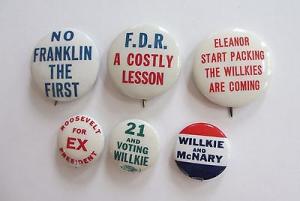 NO
FRANKLIN
THE
FIRST
F.D.R.
A COSTLY
LESSON
ELEANOR
START PACKING
THE WILLKIES
ARE COMING
ROOSEVELT
FOR
EX
PRESIDENT
21
AND
VOTING
WILLKIE
WILLKIE
AND
McNARY